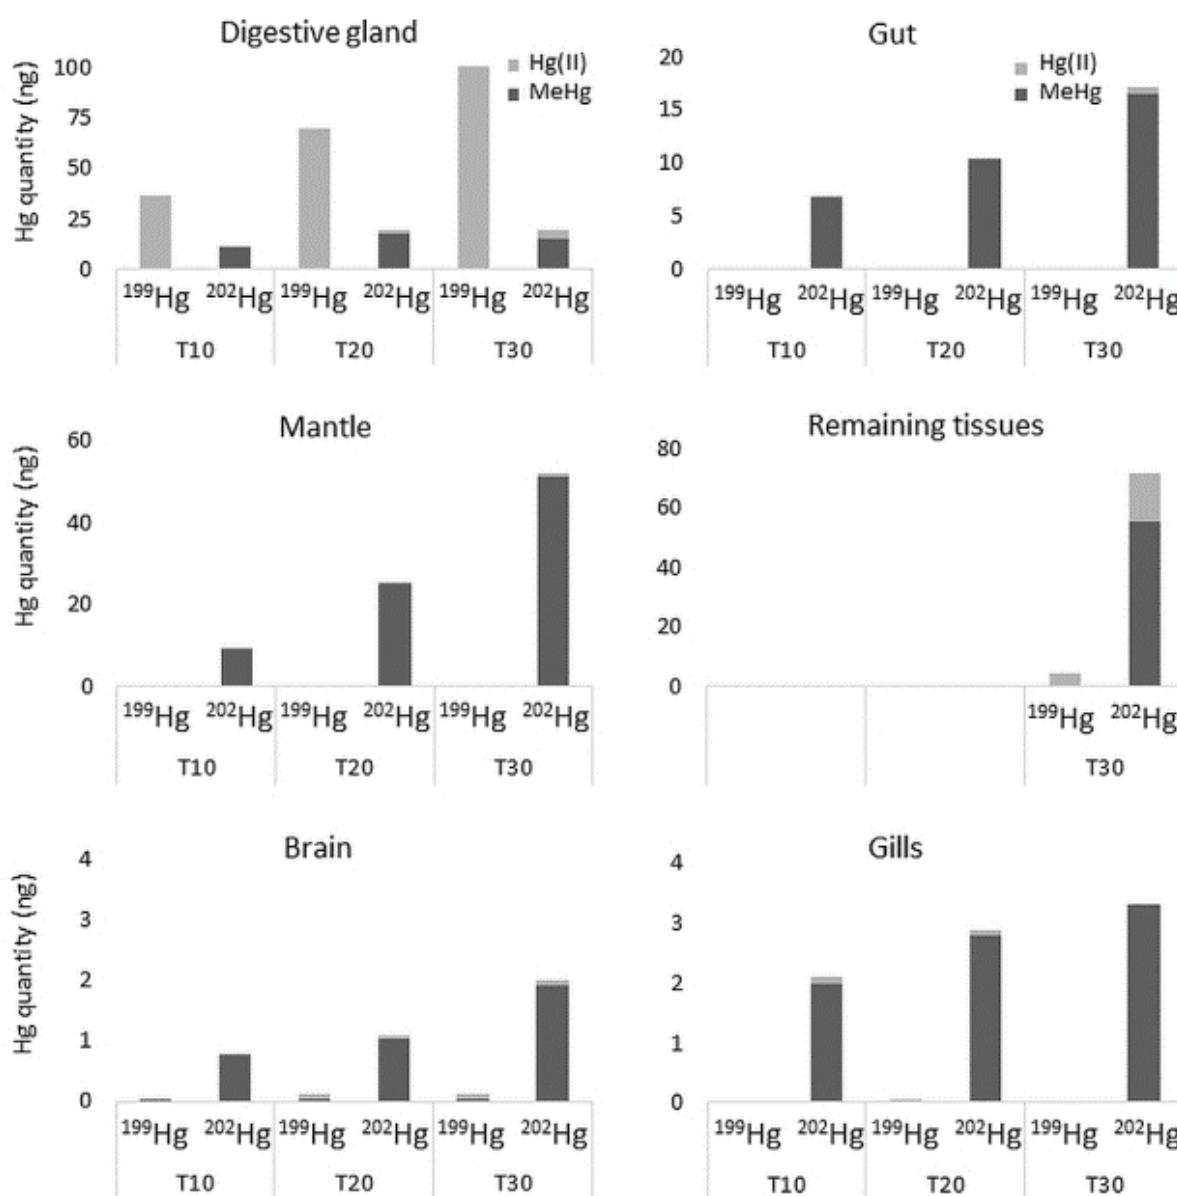 Digestive gland
Hg quantity (ng)
100
75
50
25
0
Hg(II)
MeHg
¹⁹⁹Hg ²⁰²Hg ¹⁹⁹Hg ²⁰²Hg ¹⁹⁹Hg ²⁰²Hg
T10 T20 T30
Gut
20
15
10
5
0
Hg(II)
MeHg
¹⁹⁹Hg ²⁰²Hg ¹⁹⁹Hg ²⁰²Hg ¹⁹⁹Hg ²⁰²Hg
T10 T20 T30
Mantle
Hg quantity (ng)
60
40
20
0
¹⁹⁹Hg ²⁰²Hg ¹⁹⁹Hg ²⁰²Hg ¹⁹⁹Hg ²⁰²Hg
T10 T20 T30
Remaining tissues
80
60
40
20
0
¹⁹⁹Hg ²⁰²Hg
T30
Brain
Hg quantity (ng)
4
3
2
1
0
¹⁹⁹Hg ²⁰²Hg ¹⁹⁹Hg ²⁰²Hg ¹⁹⁹Hg ²⁰²Hg
T10 T20 T30
Gills
4
3
2
1
0
¹⁹⁹Hg ²⁰²Hg ¹⁹⁹Hg ²⁰²Hg ¹⁹⁹Hg ²⁰²Hg
T10 T20 T30